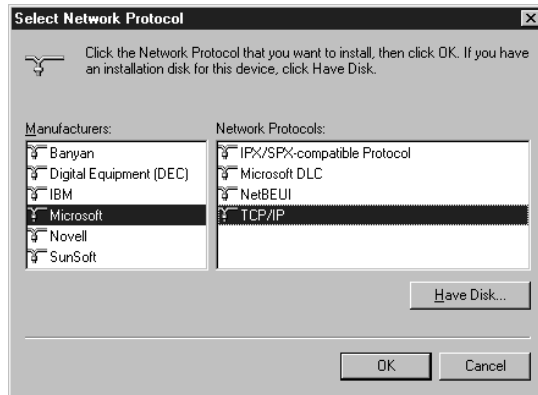 Select Network Protocol
Click the Network Protocol that you want to install, then click OK. If you have
an installation disk for this device, click Have Disk.
Manufacturers:
Banyan
Digital Equipment (DEC)
IBM
Microsoft
Novell
SunSoft
Network Protocols:
IPX/SPX-compatible Protocol
Microsoft DLC
NetBEUI
TCP/IP
Have Disk...
OK
Cancel